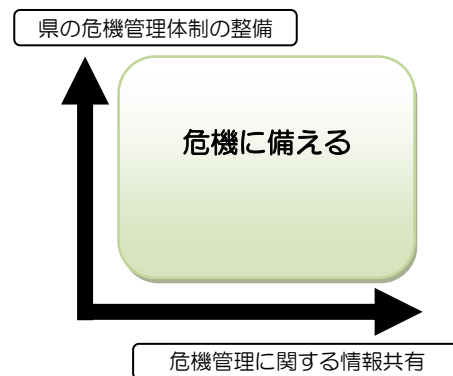 県の危機管理体制の整備
危機に備える
危機管理に関する情報共有